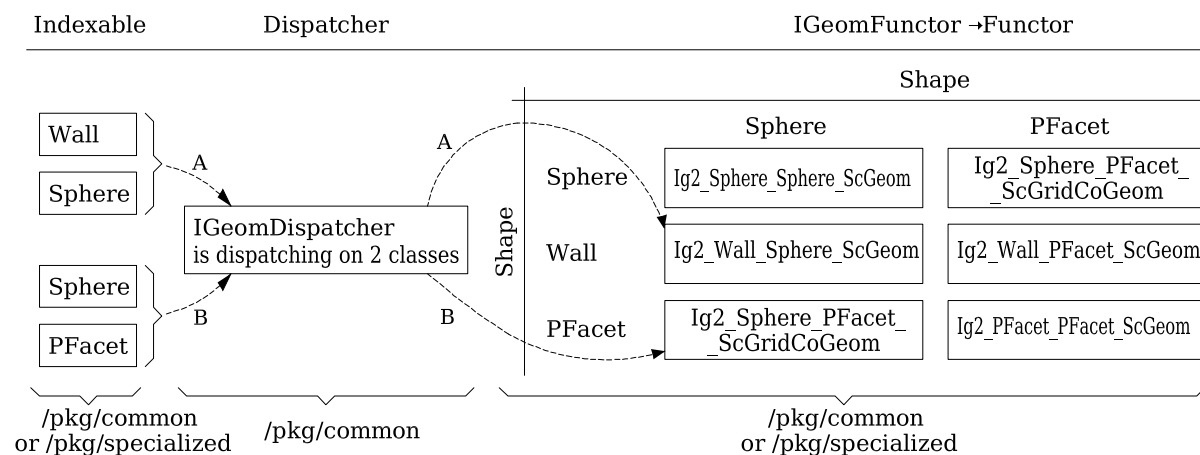 Indexable
Dispatcher
IGeomFunctor →Functor
Shape
Sphere
PFacet
Wall
Sphere
A
A
IGeomDispatcher
is dispatching on 2 classes
Sphere
PFacet
B
B
Shape
Sphere
Ig2_Sphere_Sphere_ScGeom
Ig2_Sphere_PFacet_
_ScGridCoGeom
Wall
Ig2_Wall_Sphere_ScGeom
Ig2_Wall_PFacet_ScGeom
PFacet
Ig2_Sphere_PFacet_
_ScGridCoGeom
Ig2_PFacet_PFacet_ScGeom
/pkg/common
or /pkg/specialized
/pkg/common
/pkg/common
or /pkg/specialized